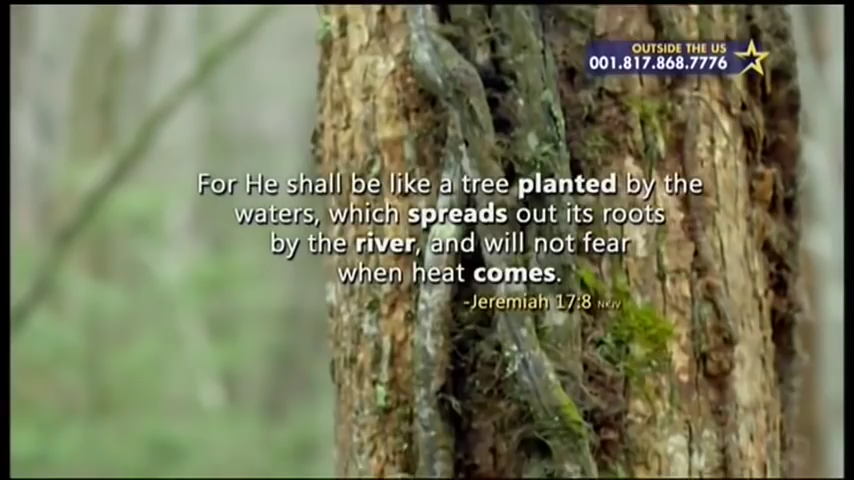 OUTSIDE THE US
001.817.868.7776
For He shall be like a tree planted by the
waters, which spreads out its roots
by the river, and will not fear
when heat comes.
-Jeremiah 17:8 NKJV